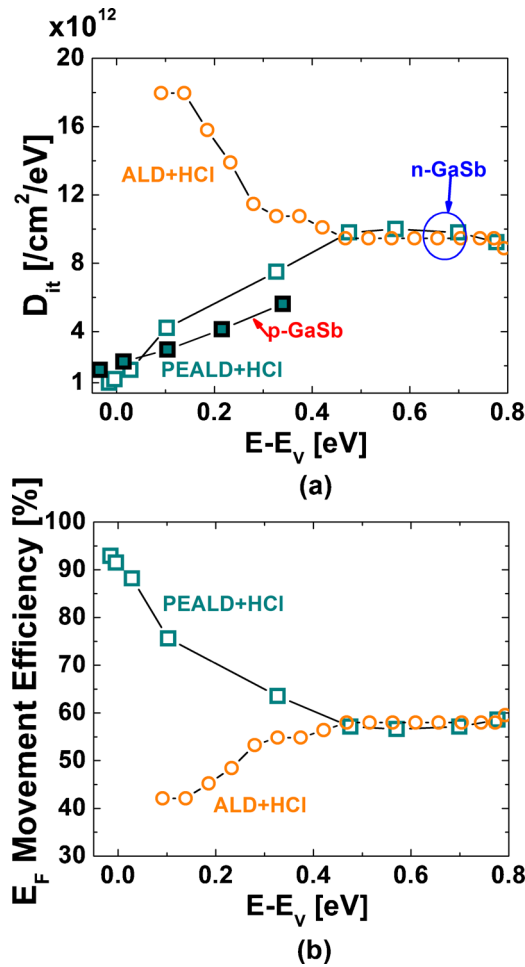 x10^12
20
16
12
8
4
1
D_it [/cm^2/eV]
ALD+HCl
n-GaSb
p-GaSb
PEALD+HCl
0.0 0.2 0.4 0.6 0.8
E-E_V [eV]
(a)
100
90
80
70
60
50
40
30
E_F Movement Efficiency [%]
PEALD+HCl
ALD+HCl
0.0 0.2 0.4 0.6 0.8
E-E_V [eV]
(b)